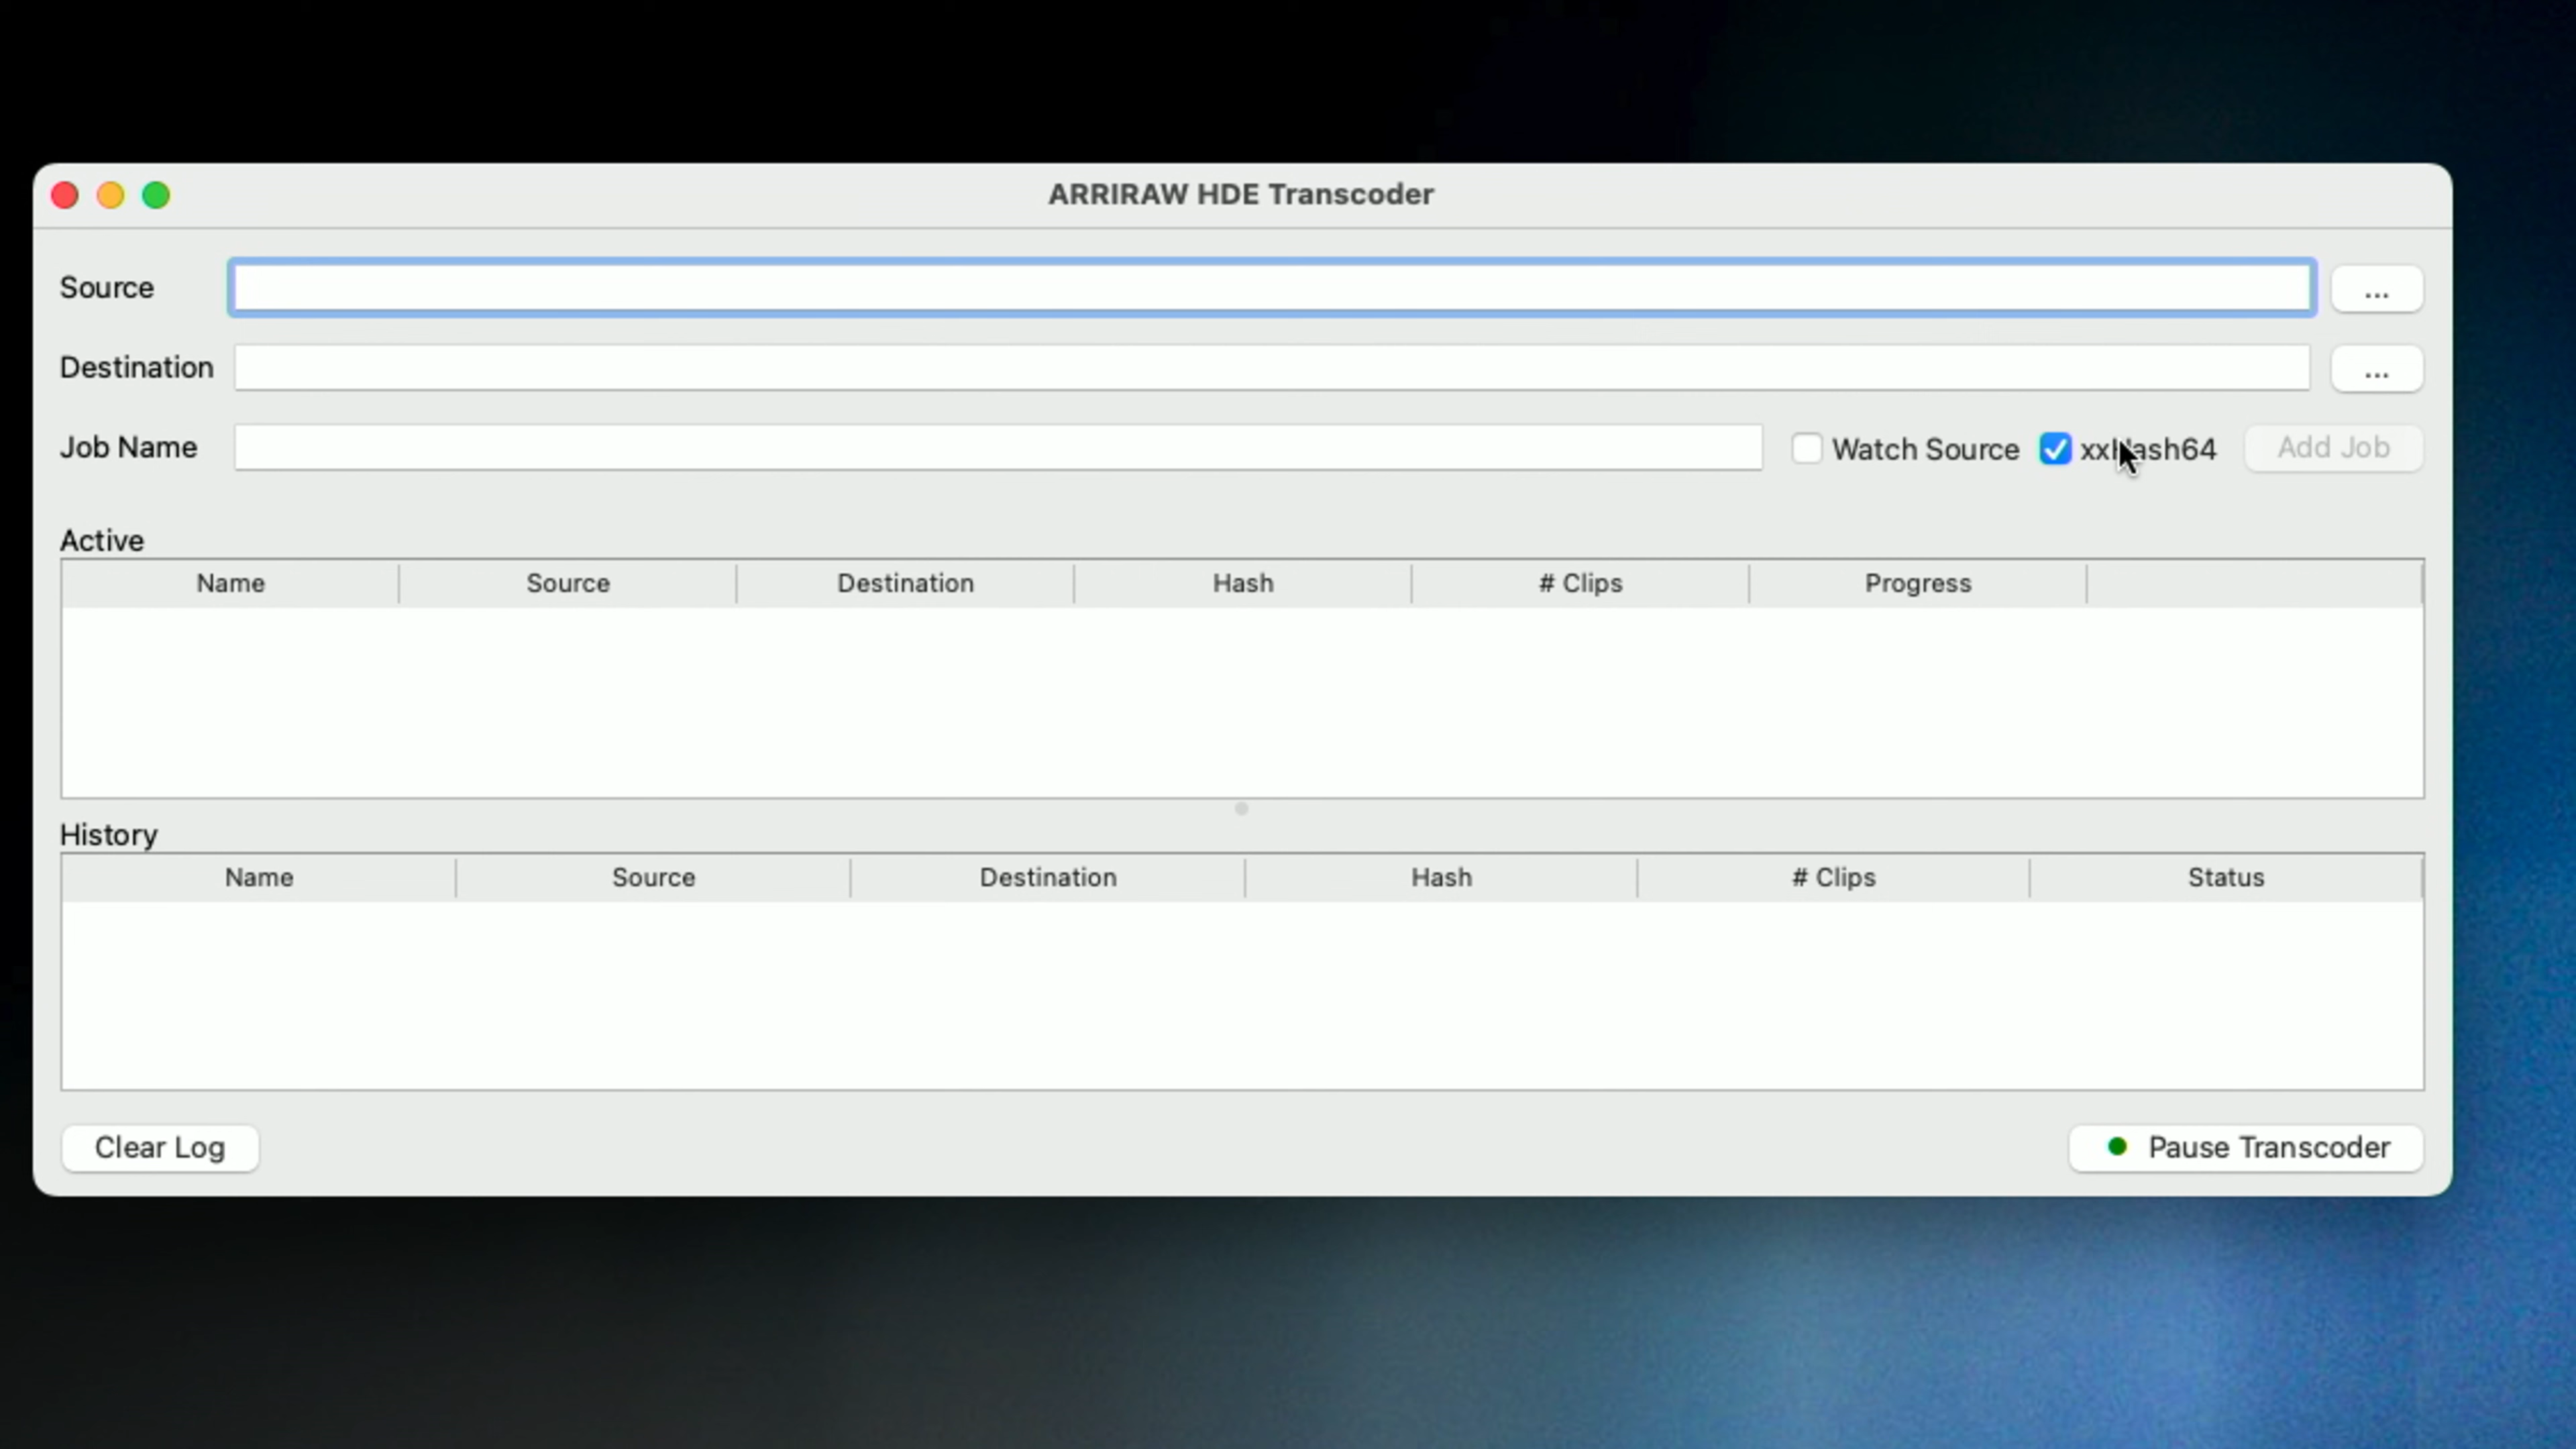 ARRIRAW HDE Transcoder
Source ...
Destination ...
Job Name Watch Source xxHash64 Add Job
Active
Name Source Destination Hash # Clips Progress
History
Name Source Destination Hash # Clips Status
Clear Log Pause Transcoder